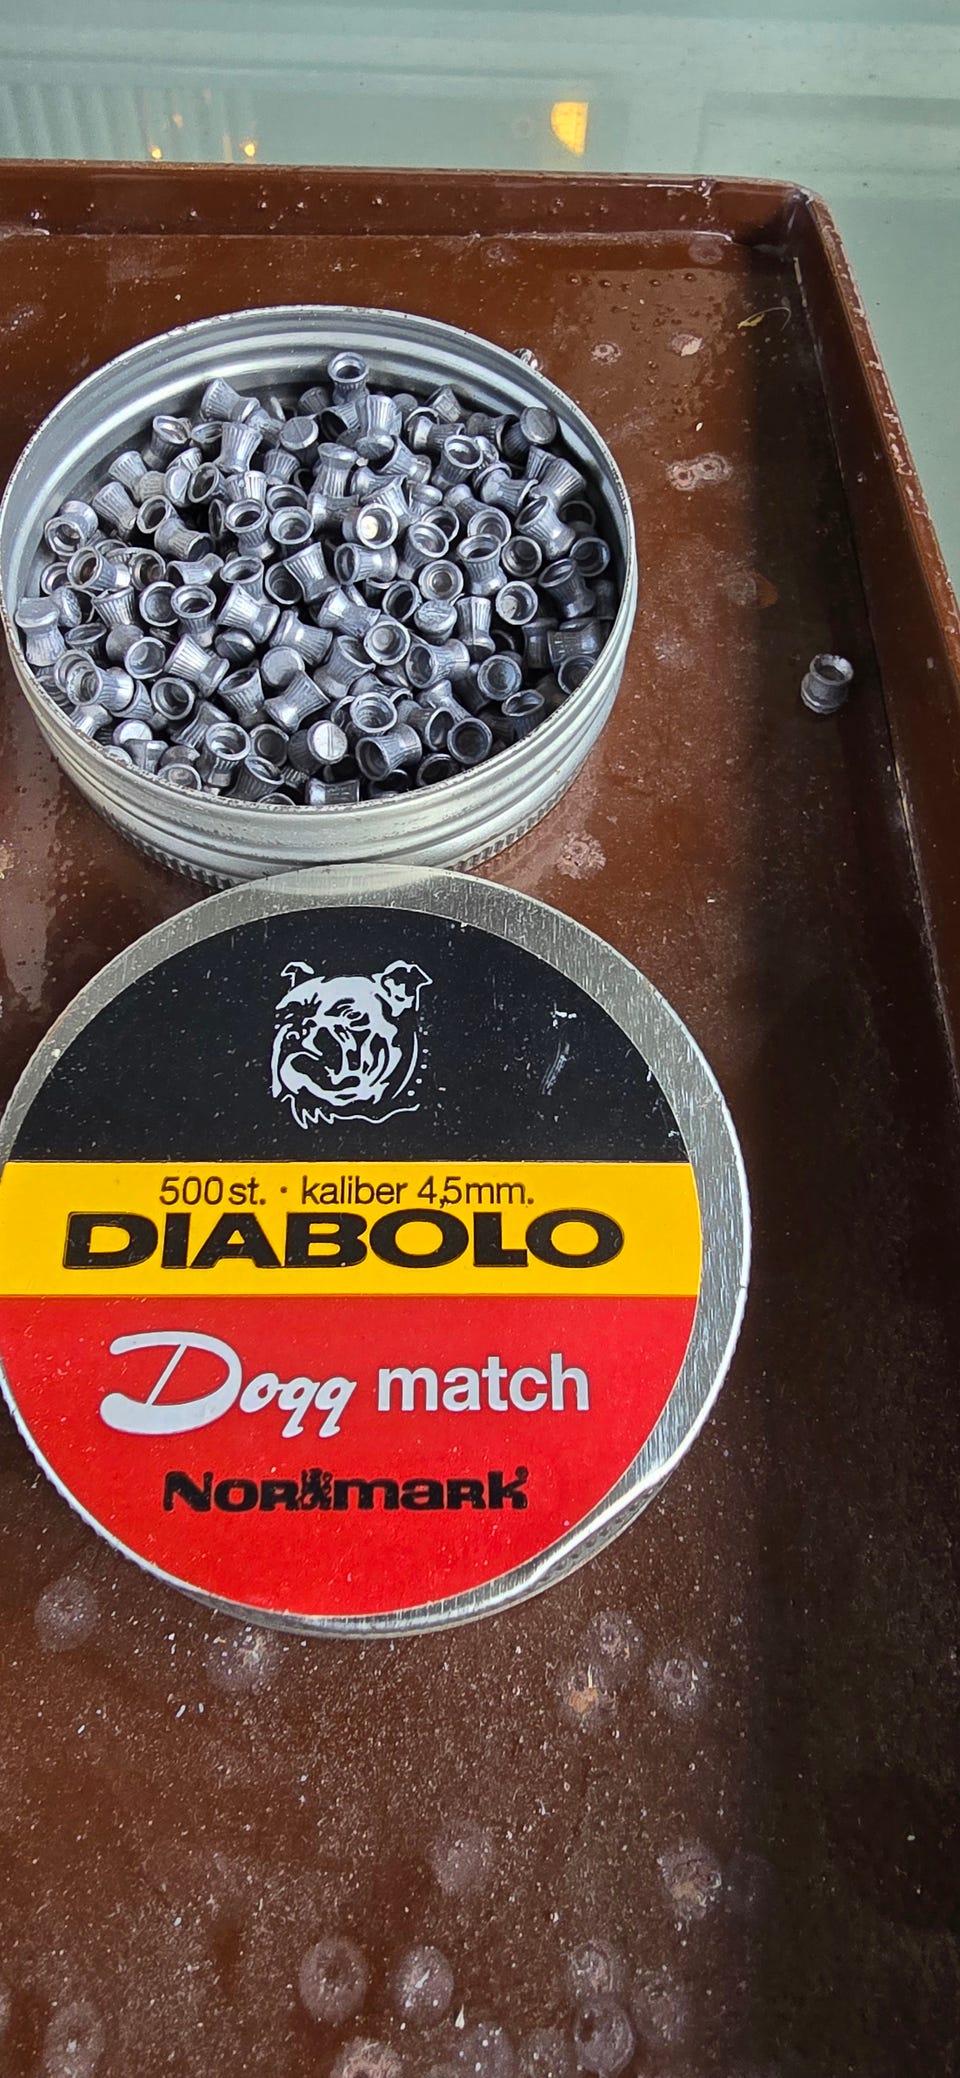 500 st. · kaliber 4,5mm.
DIABOLO
Dogg match
NORMARK